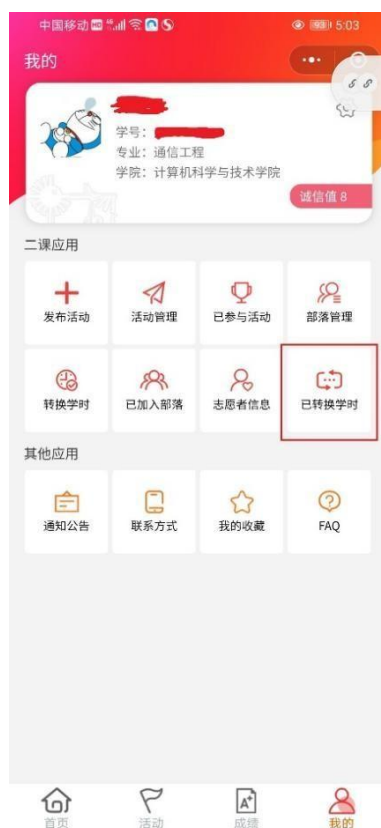 中国移动 HD 4G 5:03
我的
学号：
专业：通信工程
学院：计算机科学与技术学院
诚信值 8
二课应用
发布活动 活动管理 已参与活动 部落管理
转换学时 已加入部落 志愿者信息 已转换学时
其他应用
通知公告 联系方式 我的收藏 FAQ
首页 活动 成绩 我的